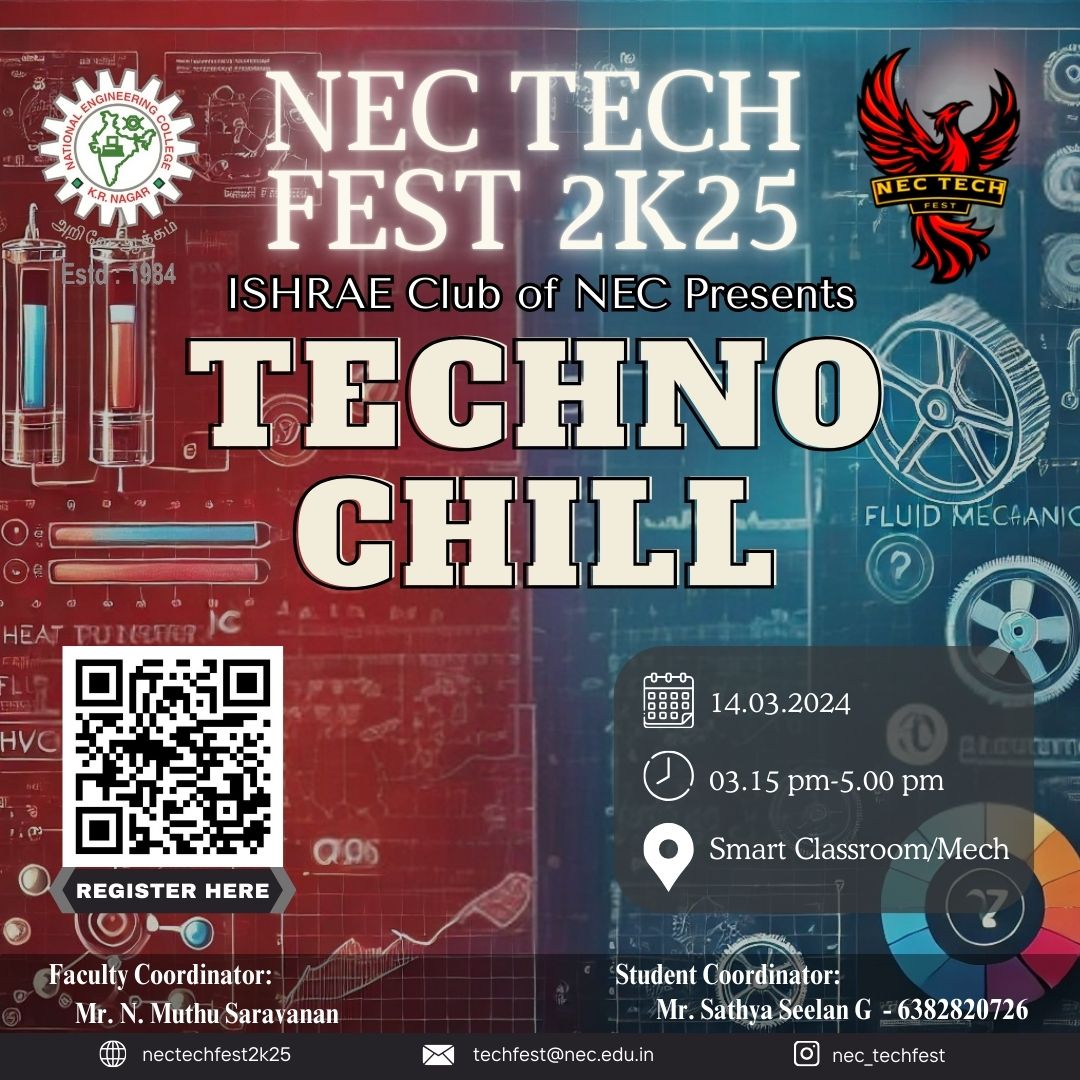 NATIONAL ENGINEERING COLLEGE
K.R. NAGAR
Estd : 1984
NEC TECH
FEST 2K25
NEC TECH
FEST
ISHRAE Club of NEC Presents
TECHNO
CHILL
FLUID MECHANIC
HEAT
HVC
REGISTER HERE
14.03.2024
03.15 pm-5.00 pm
Smart Classroom/Mech
Faculty Coordinator:
Mr. N. Muthu Saravanan
Student Coordinator:
Mr. Sathya Seelan G - 6382820726
nectechfest2k25
techfest@nec.edu.in
nec_techfest